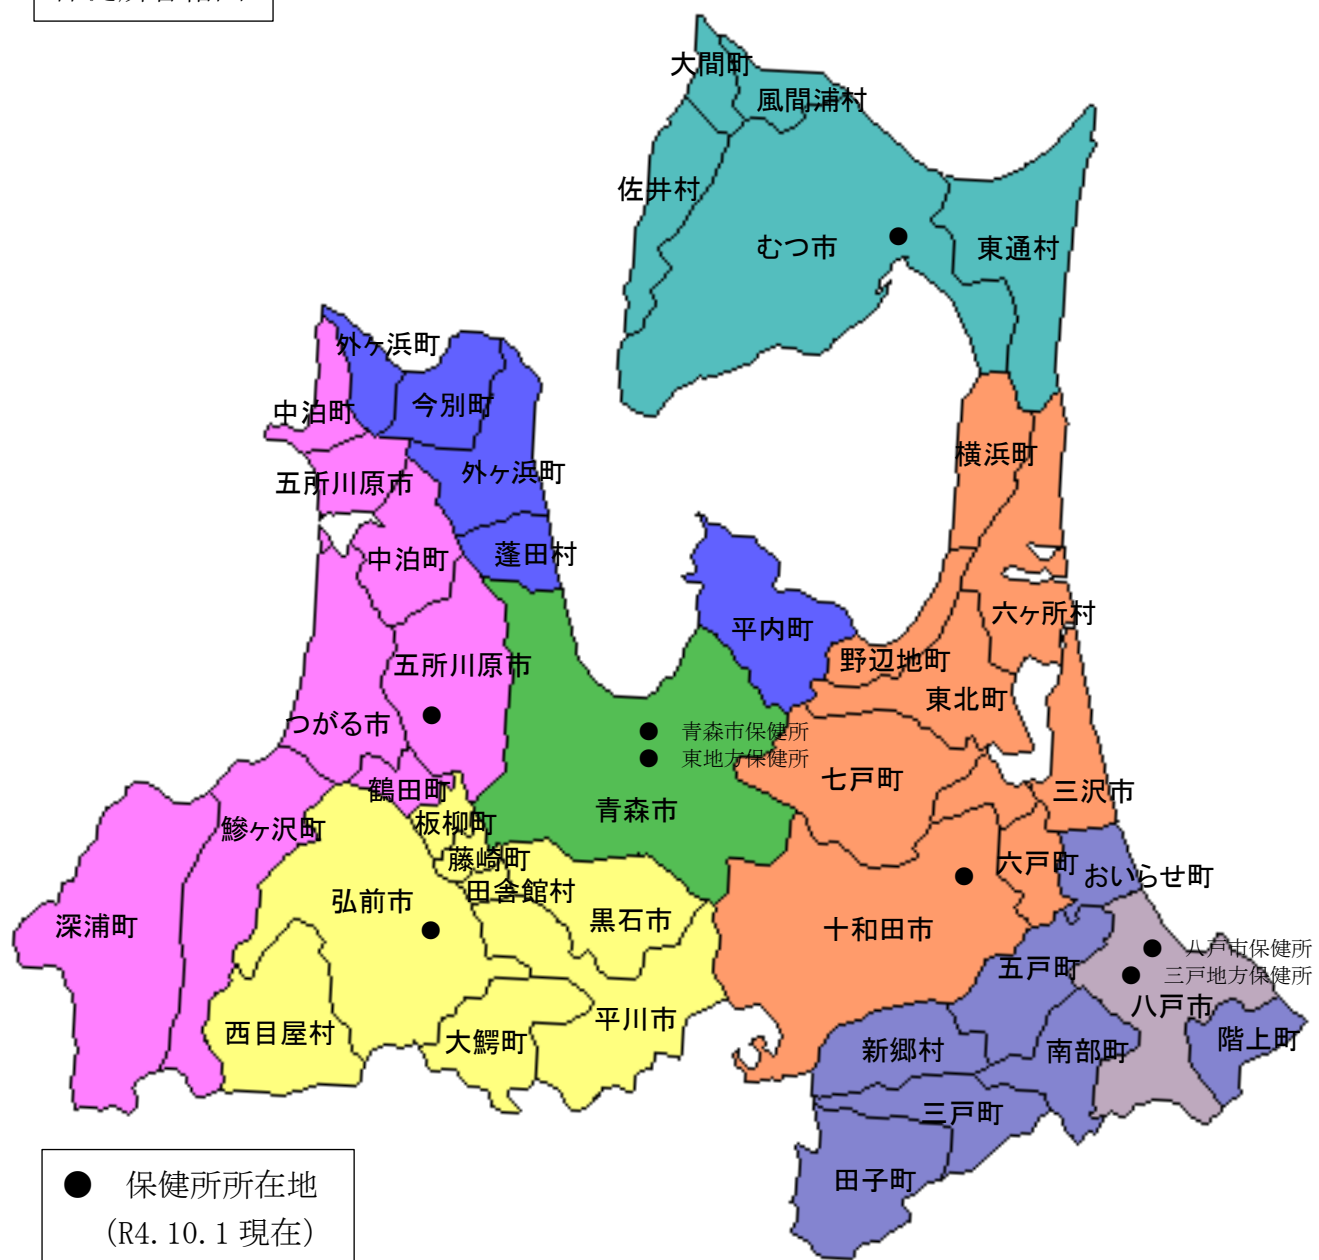 大間町
風間浦村
佐井村
むつ市
東通村
外ヶ浜町
今別町
中泊町
横浜町
外ヶ浜町
五所川原市
蓬田村
中泊町
六ヶ所村
平内町
野辺地町
五所川原市
東北町
つがる市
青森市保健所
東地方保健所
七戸町
鶴田町
三沢市
青森市
板柳町
鰺ヶ沢町
藤崎町
六戸町
おいらせ町
田舎館村
弘前市
黒石市
十和田市
深浦町
八戸市保健所
五戸町
三戸地方保健所
八戸市
平川市
西目屋村
大鰐町
階上町
新郷村
南部町
三戸町
田子町
● 保健所所在地
(R4.10.1 現在)